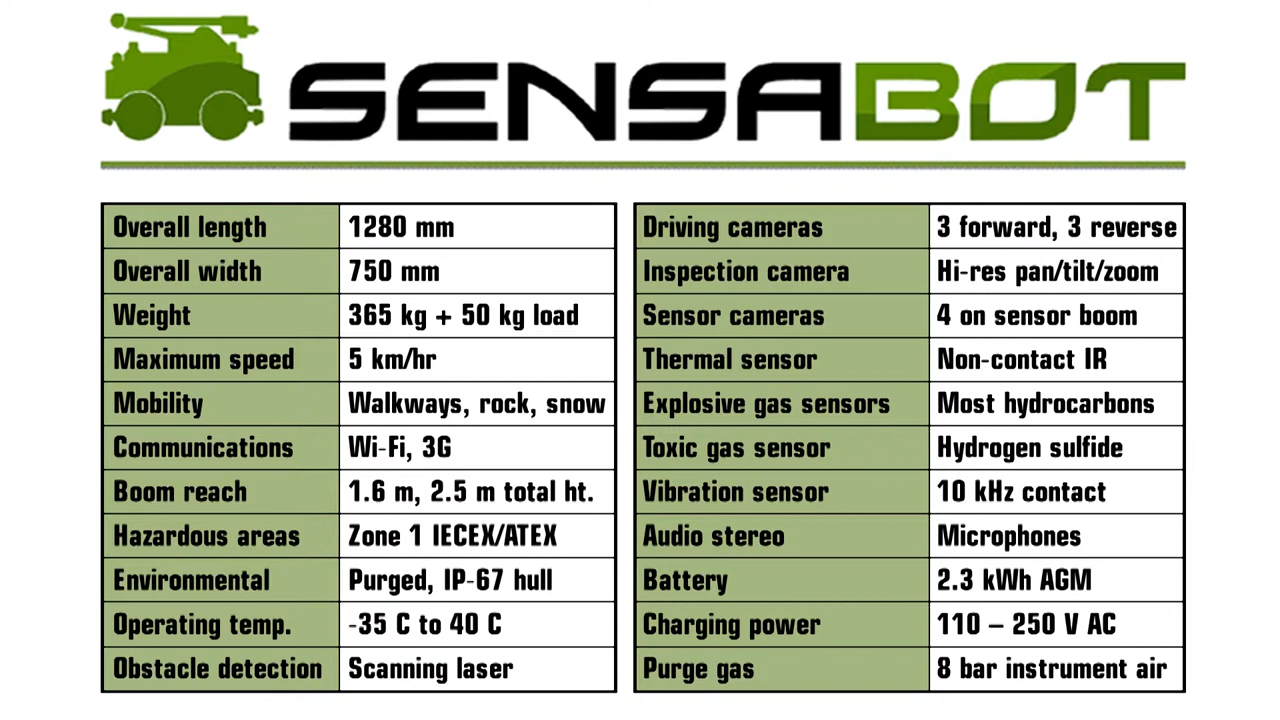 SENSABOT
Overall length 1280 mm
Overall width 750 mm
Weight 365 kg + 50 kg load
Maximum speed 5 km/hr
Mobility Walkways, rock, snow
Communications Wi-Fi, 3G
Boom reach 1.6 m, 2.5 m total ht.
Hazardous areas Zone 1 IECEX/ATEX
Environmental Purged, IP-67 hull
Operating temp. -35 C to 40 C
Obstacle detection Scanning laser
Driving cameras 3 forward, 3 reverse
Inspection camera Hi-res pan/tilt/zoom
Sensor cameras 4 on sensor boom
Thermal sensor Non-contact IR
Explosive gas sensors Most hydrocarbons
Toxic gas sensor Hydrogen sulfide
Vibration sensor 10 kHz contact
Audio stereo Microphones
Battery 2.3 kWh AGM
Charging power 110 – 250 V AC
Purge gas 8 bar instrument air